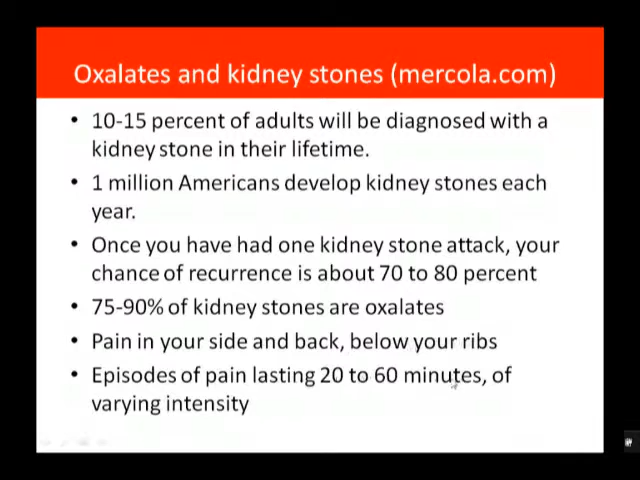 Oxalates and kidney stones (mercola.com)
• 10-15 percent of adults will be diagnosed with a
kidney stone in their lifetime.
• 1 million Americans develop kidney stones each
year.
• Once you have had one kidney stone attack, your
chance of recurrence is about 70 to 80 percent
• 75-90% of kidney stones are oxalates
• Pain in your side and back, below your ribs
• Episodes of pain lasting 20 to 60 minutes, of
varying intensity